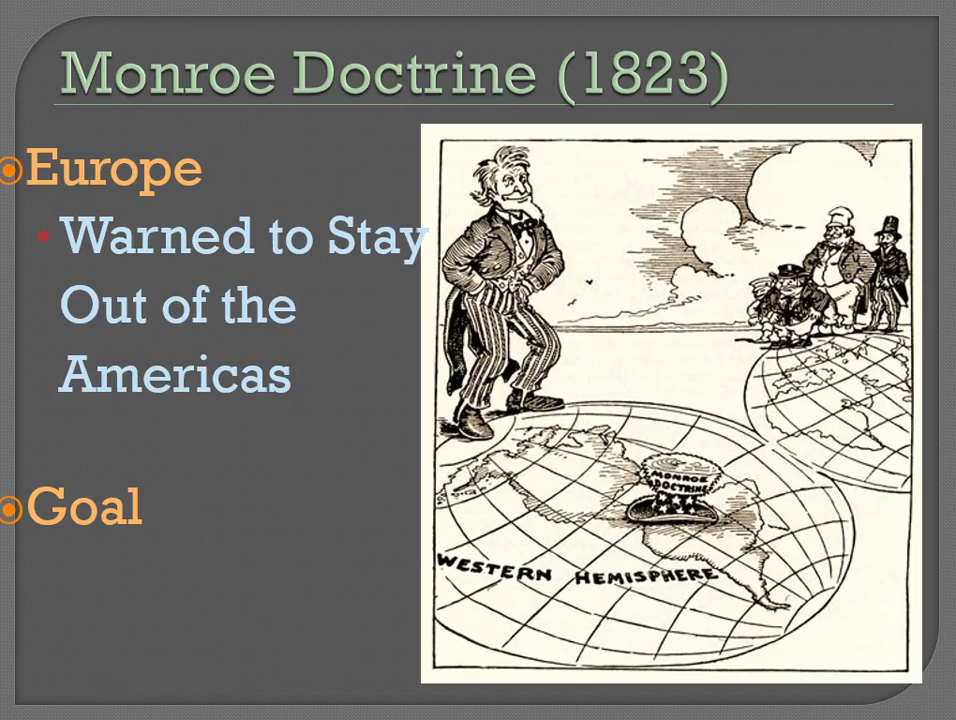 Monroe Doctrine (1823)
Europe
Warned to Stay
Out of the
Americas
Goal
MONROE
DOCTRINE
WESTERN HEMISPHERE